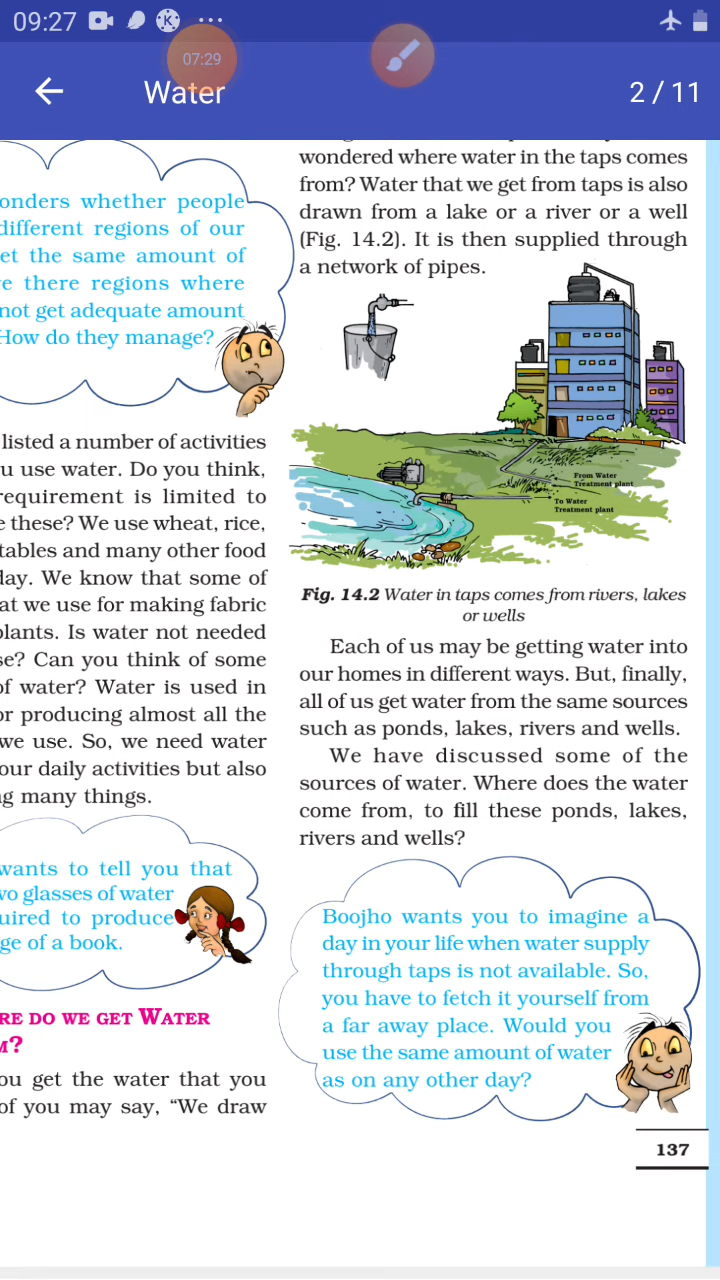 09:27
07:29
Water
2 / 11
whether people
different regions of our
the same amount of
there regions where
not get adequate amount
How do they manage?
listed a number of activities
use water. Do you think,
requirement is limited to
these? We use wheat, rice,
and many other food
We know that some of
we use for making fabric
Is water not needed
Can you think of some
of water? Water is used in
producing almost all the
we use. So, we need water
our daily activities but also
many things.
wants to tell you that
glasses of water
to produce
of a book.
DO WE GET WATER
get the water that you
of you may say, “We draw
wondered where water in the taps comes
from? Water that we get from taps is also
drawn from a lake or a river or a well
(Fig. 14.2). It is then supplied through
a network of pipes.
From Water
Treatment plant
To Water
Treatment plant
Fig. 14.2 Water in taps comes from rivers, lakes
or wells
Each of us may be getting water into
our homes in different ways. But, finally,
all of us get water from the same sources
such as ponds, lakes, rivers and wells.
We have discussed some of the
sources of water. Where does the water
come from, to fill these ponds, lakes,
rivers and wells?
Boojho wants you to imagine a
day in your life when water supply
through taps is not available. So,
you have to fetch it yourself from
a far away place. Would you
use the same amount of water
as on any other day?
137